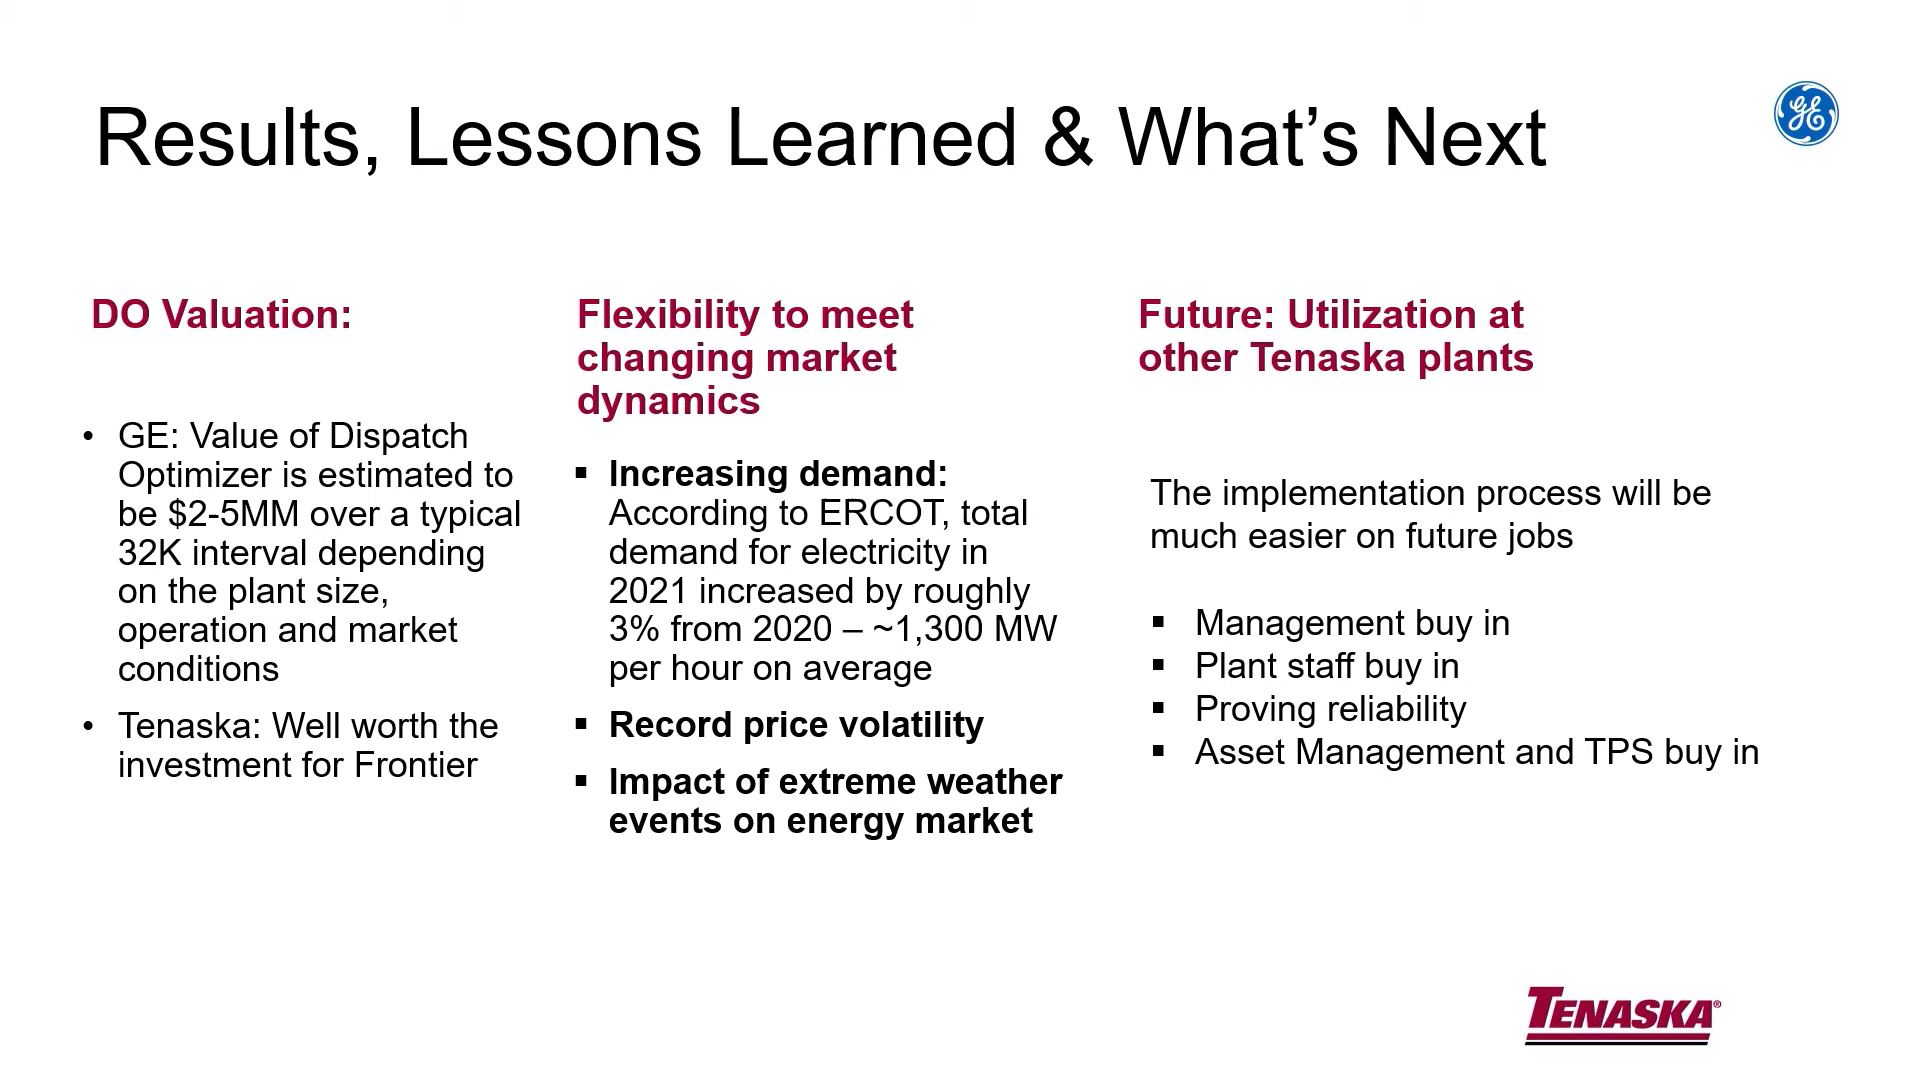 Results, Lessons Learned & What’s Next
GE
DO Valuation:
• GE: Value of Dispatch
Optimizer is estimated to
be $2-5MM over a typical
32K interval depending
on the plant size,
operation and market
conditions
• Tenaska: Well worth the
investment for Frontier
Flexibility to meet
changing market
dynamics
▪ Increasing demand:
According to ERCOT, total
demand for electricity in
2021 increased by roughly
3% from 2020 – ~1,300 MW
per hour on average
▪ Record price volatility
▪ Impact of extreme weather
events on energy market
Future: Utilization at
other Tenaska plants
The implementation process will be
much easier on future jobs
▪ Management buy in
▪ Plant staff buy in
▪ Proving reliability
▪ Asset Management and TPS buy in
TENASKA®